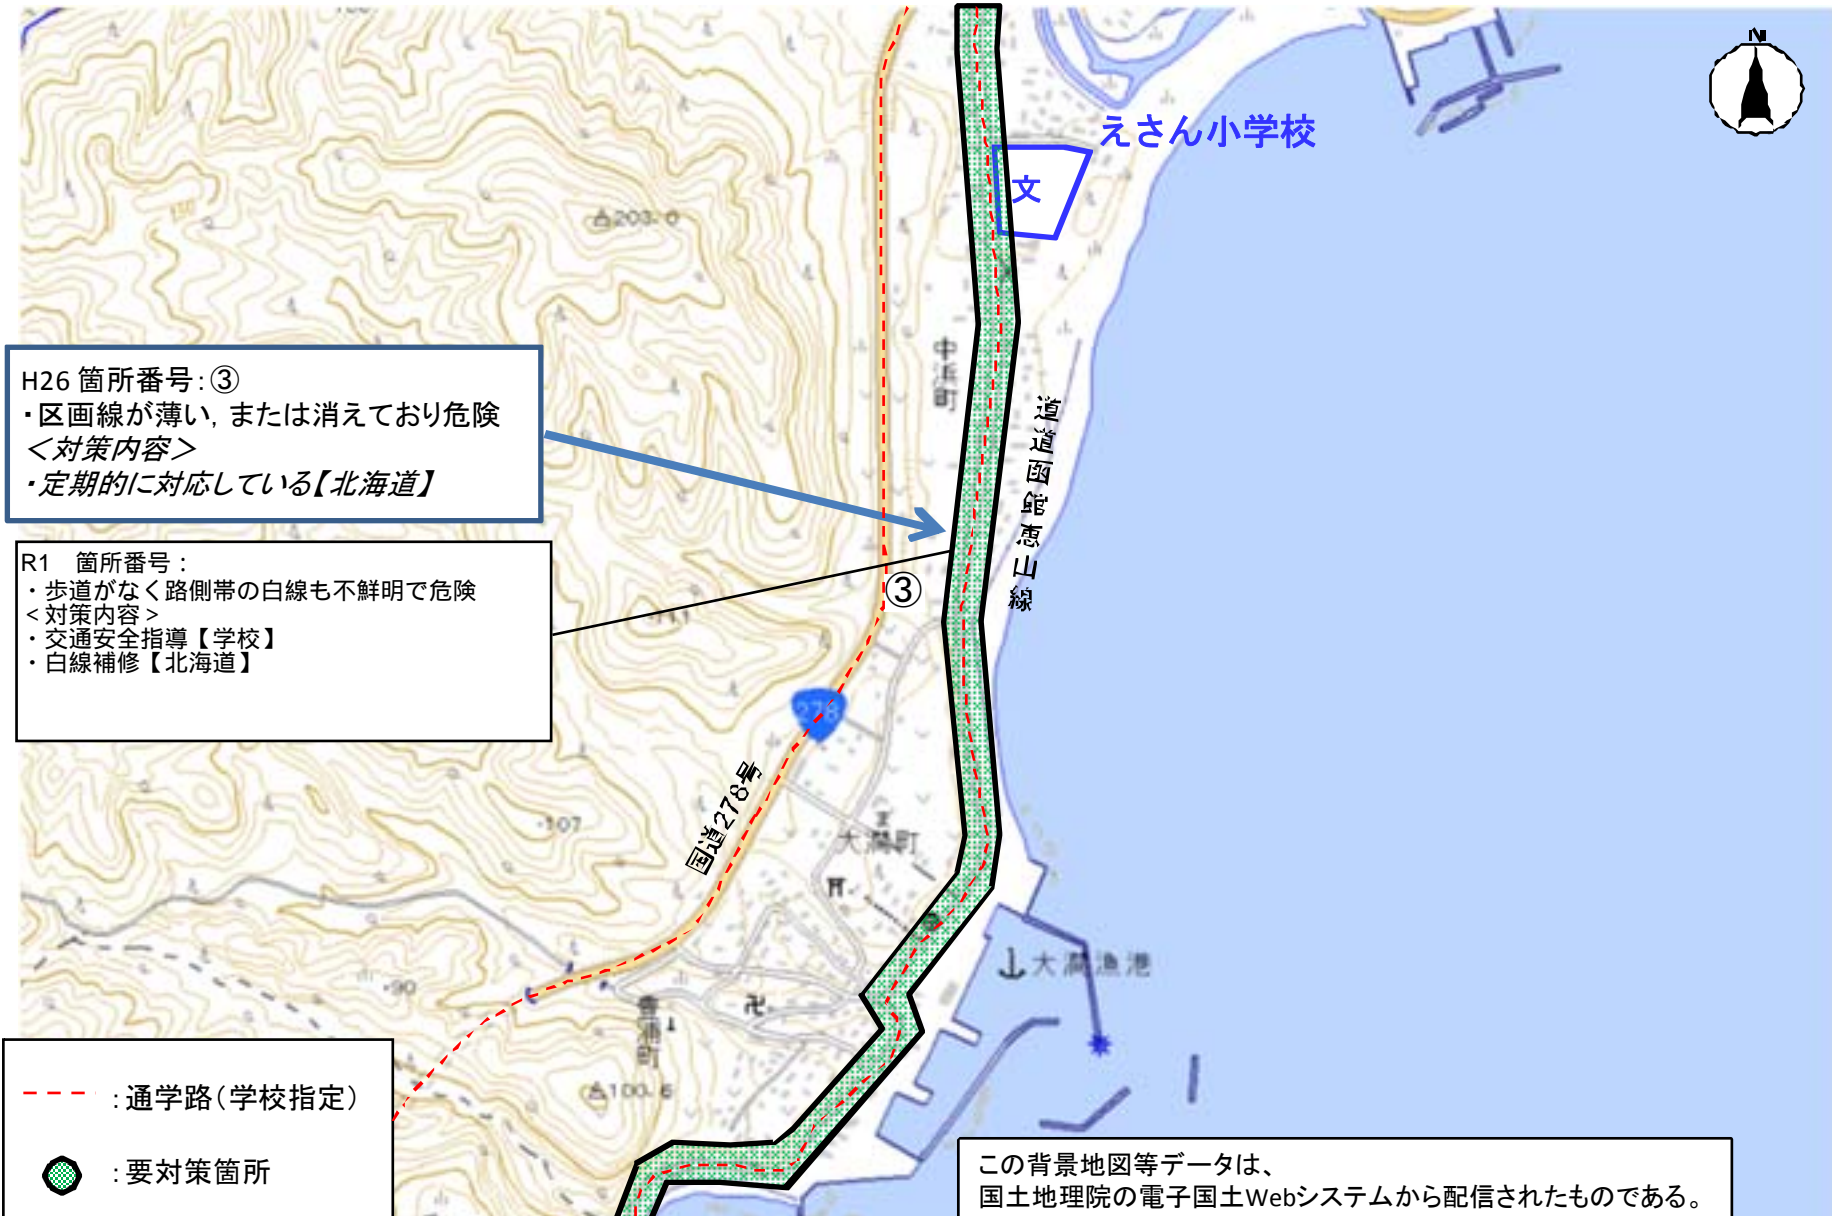 N
えさん小学校
文
203.0
中浜町
道道函館恵山線
H26 箇所番号：③
・区画線が薄い，または消えており危険
＜対策内容＞
・定期的に対応している【北海道】
R1　箇所番号：
・歩道がなく路側帯の白線も不鮮明で危険
＜対策内容＞
・交通安全指導【学校】
・白線補修【北海道】
③
278
国道278号
・107
ま
大澗町
大澗漁港
・90
豊浦町
100.6
：通学路（学校指定）
：要対策箇所
この背景地図等データは、
国土地理院の電子国土Webシステムから配信されたものである。